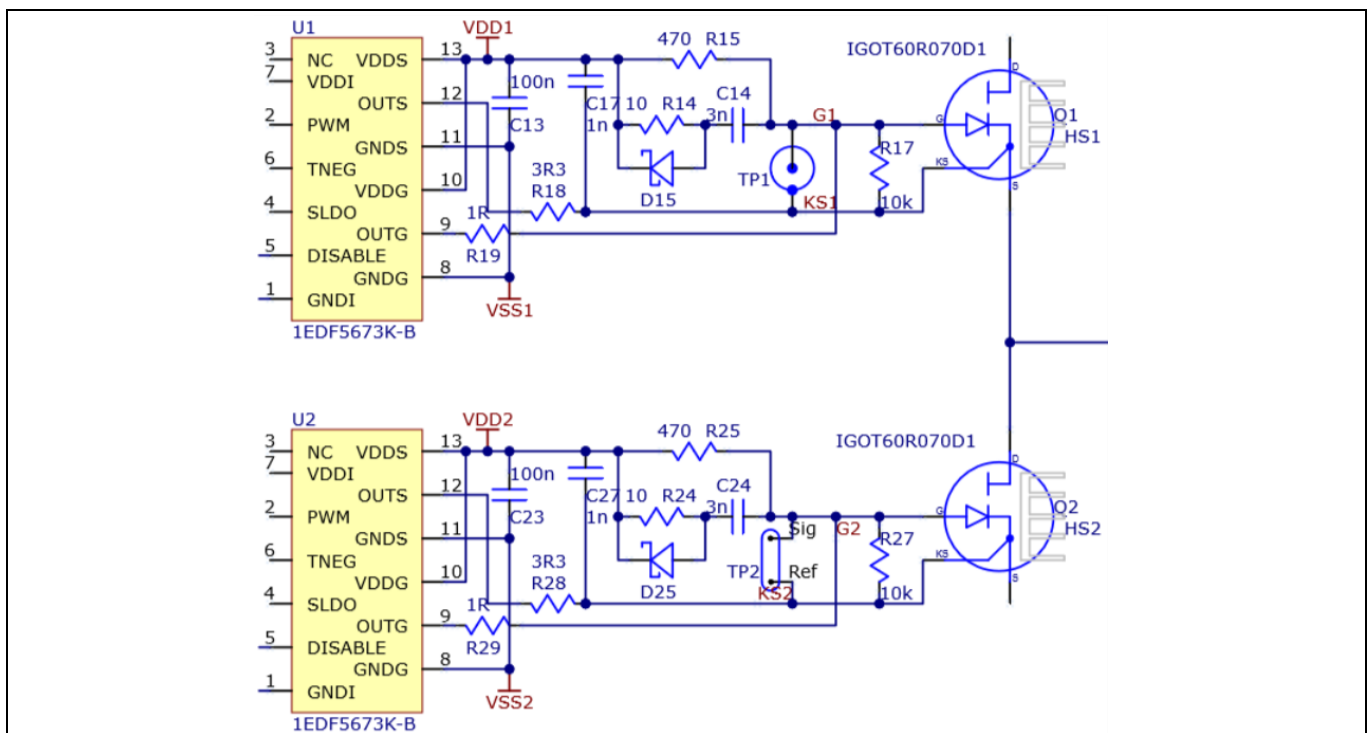 U1
VDD1
470 R15
IGOT60R070D1
3 NC VDDS 13
D
7 VDDI
100n
C17 10 R14 C14
12 OUTS
1n
3n
C13
G1
G
Q1
HS1
2 PWM
GNDS 11
R17
6 TNEG
3R3
R18
D15
TP1
KS
VDDG 10
KS1
S
4 SLDO
10k
OUTG 9
1R
R19
5 DISABLE
GNDG 8
1 GNDI
VSS1
1EDF5673K-B
U2
VDD2
470 R25
IGOT60R070D1
3 NC VDDS 13
D
7 VDDI
100n
C27 10 R24 C24
12 OUTS
1n
3n
C23
Sig
G2
G
Q2
HS2
2 PWM
GNDS 11
R27
6 TNEG
3R3
R28
D25
TP2
Ref
KS
VDDG 10
KS2
S
4 SLDO
10k
OUTG 9
1R
R29
5 DISABLE
GNDG 8
1 GNDI
VSS2
1EDF5673K-B